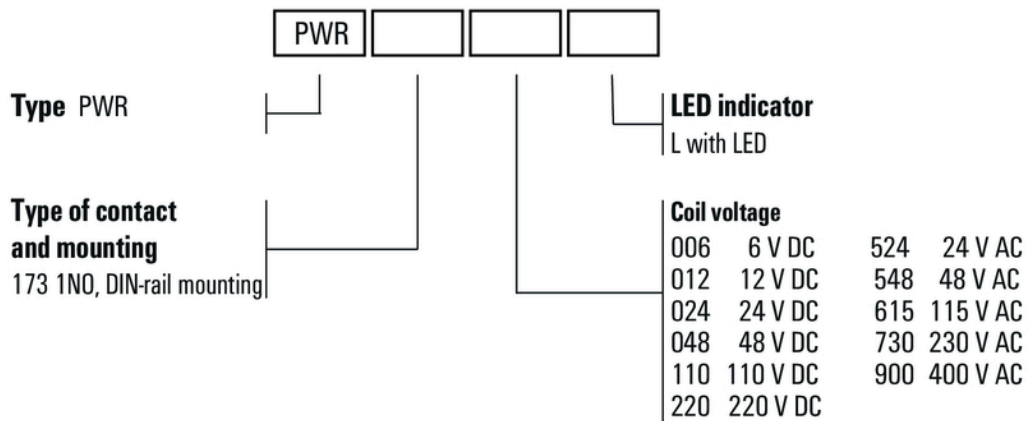 PWR
Type PWR
LED indicator
L with LED
Type of contact
and mounting
173 1NO, DIN-rail mounting
Coil voltage
006 6 V DC 524 24 V AC
012 12 V DC 548 48 V AC
024 24 V DC 615 115 V AC
048 48 V DC 730 230 V AC
110 110 V DC 900 400 V AC
220 220 V DC